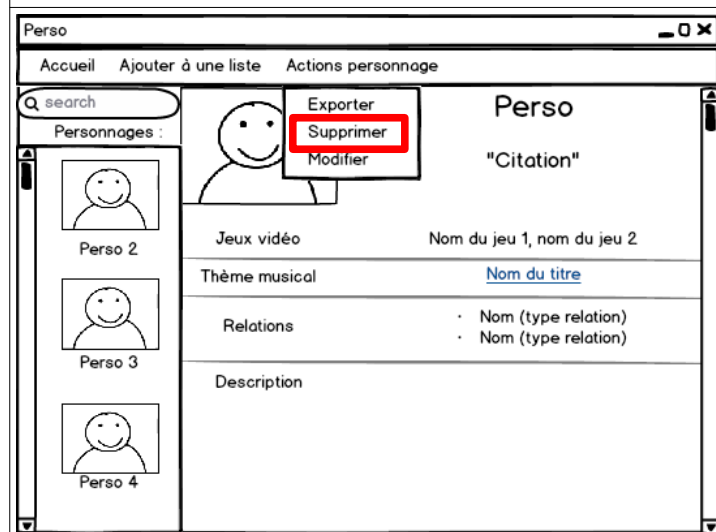 Perso
Accueil Ajouter à une liste Actions personnage
search
Personnages :
Exporter
Supprimer
Modifier
Perso
"Citation"
Perso 2
Perso 3
Perso 4
Jeux vidéo Nom du jeu 1, nom du jeu 2
Thème musical Nom du titre
Relations
· Nom (type relation)
· Nom (type relation)
Description